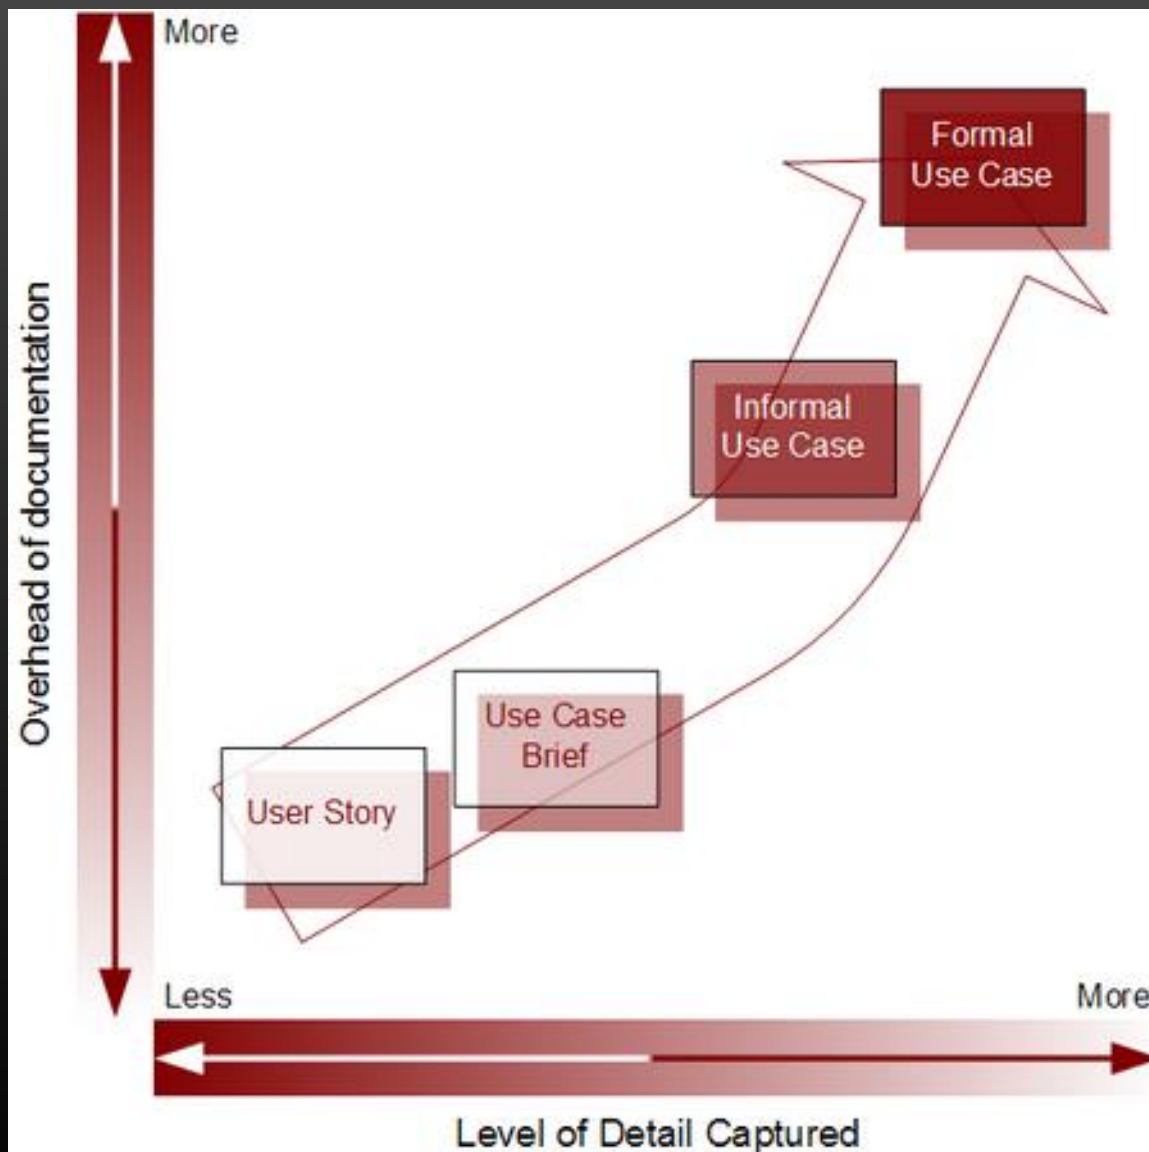 More
Formal
Use Case
Informal
Use Case
Overhead of documentation
Use Case
Brief
User Story
Less
More
Level of Detail Captured